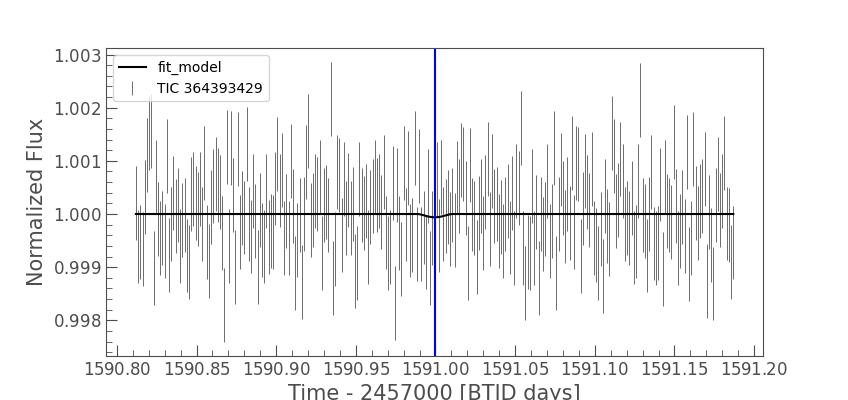 1.003
1.002
1.001
1.000
0.999
0.998
Normalized Flux
fit_model
TIC 364393429
1590.80 1590.85 1590.90 1590.95 1591.00 1591.05 1591.10 1591.15 1591.20
Time - 2457000 [BTJD days]